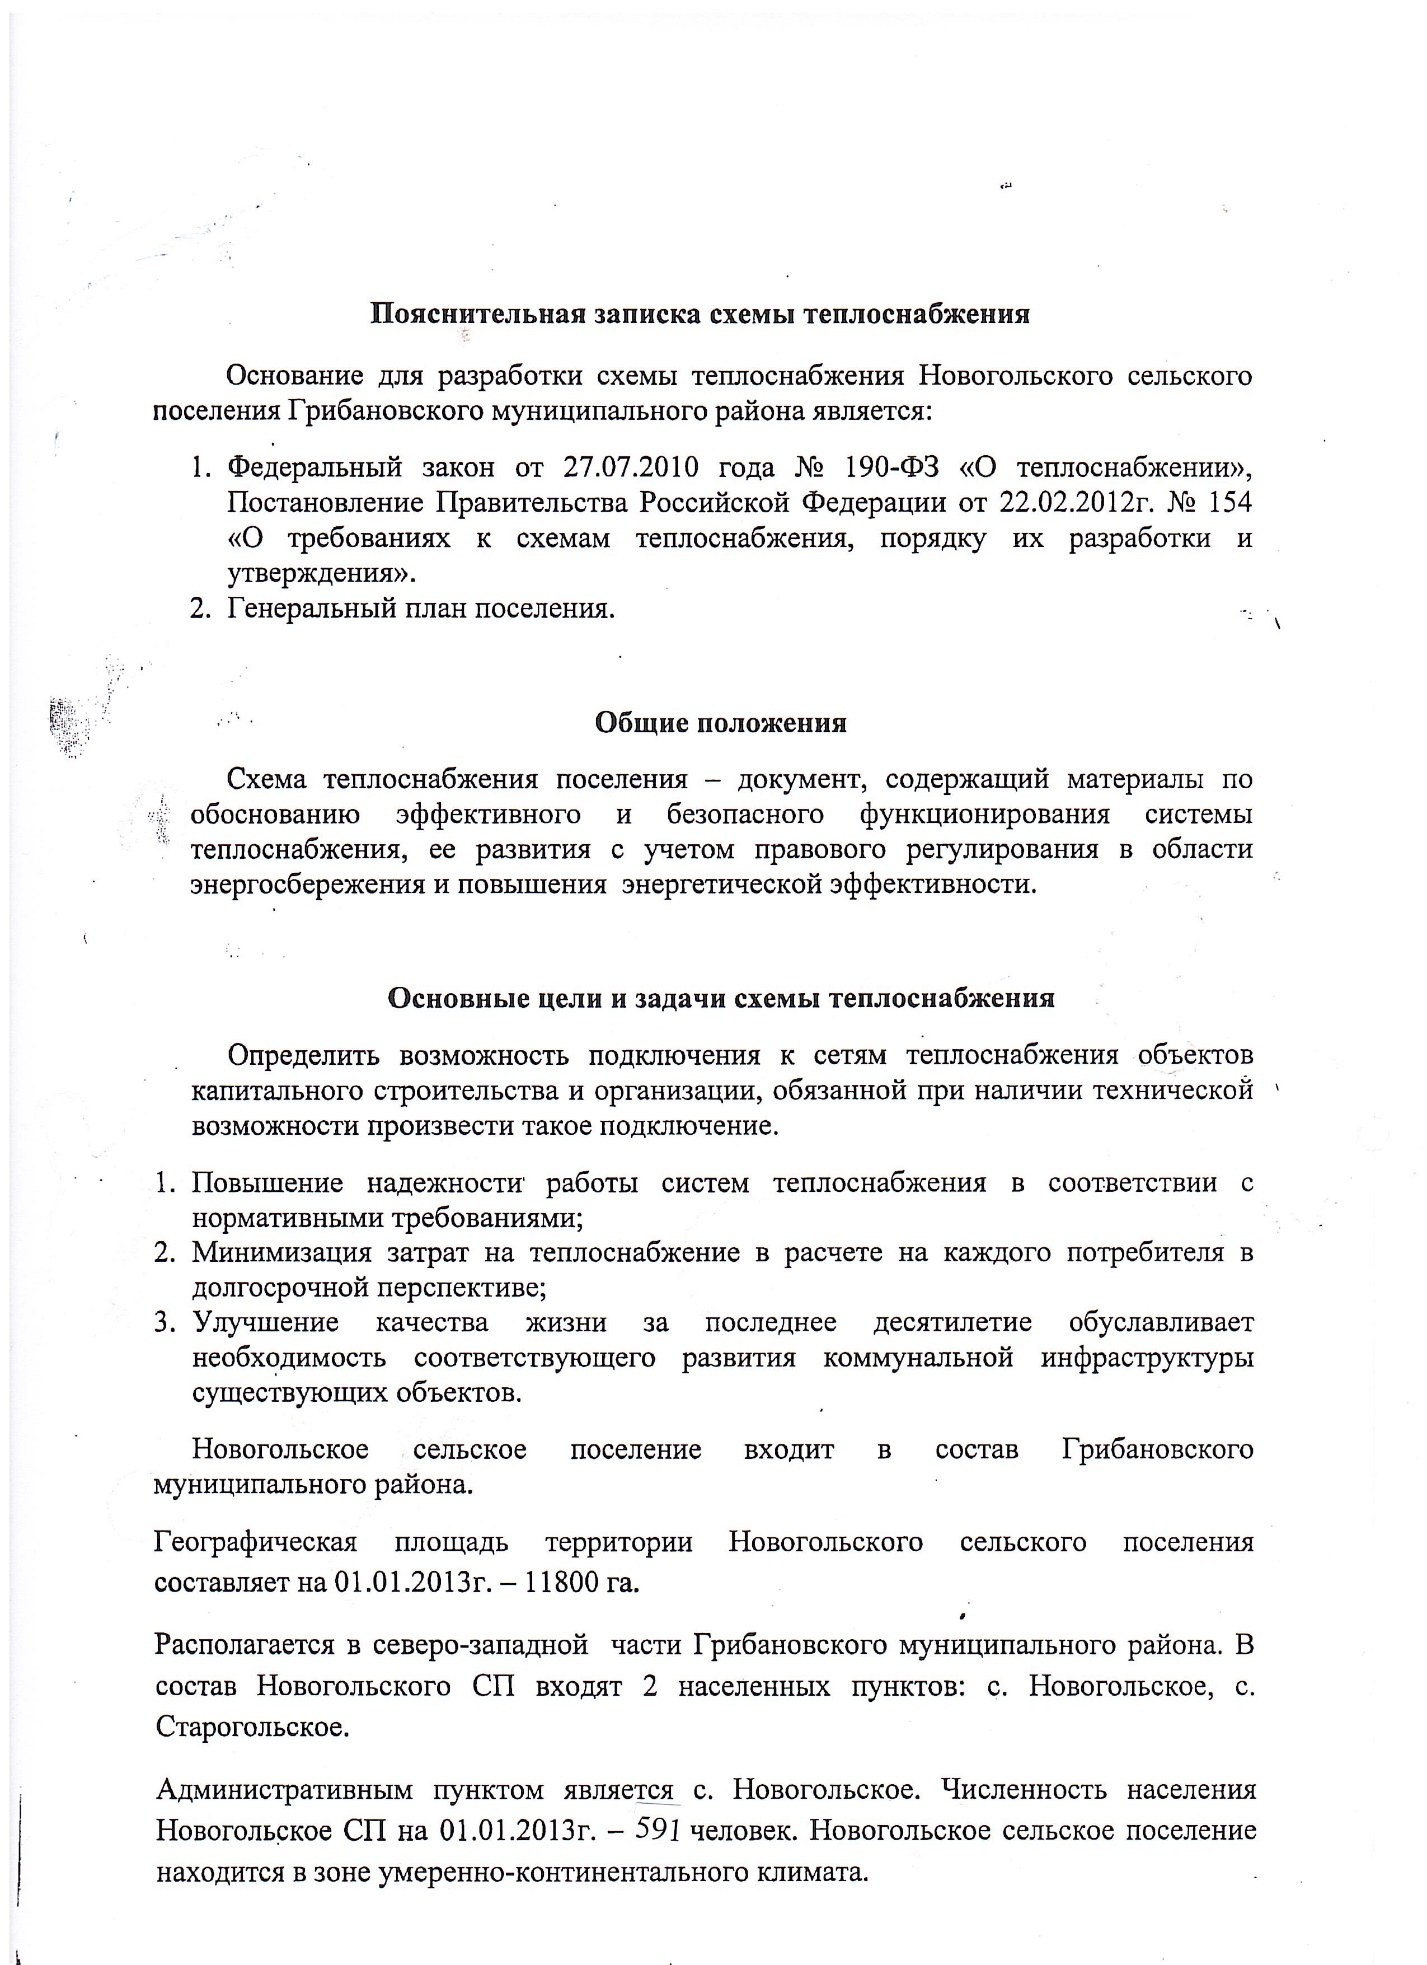 Пояснительная записка схемы теплоснабжения
Основание для разработки схемы теплоснабжения Новогольского сельского
поселения Грибановского муниципального района является:
1. Федеральный закон от 27.07.2010 года № 190-ФЗ «О теплоснабжении»,
Постановление Правительства Российской Федерации от 22.02.2012г. № 154
«О требованиях к схемам теплоснабжения, порядку их разработки и
утверждения».
2. Генеральный план поселения.
Общие положения
Схема теплоснабжения поселения – документ, содержащий материалы по
обоснованию эффективного и безопасного функционирования системы
теплоснабжения, ее развития с учетом правового регулирования в области
энергосбережения и повышения энергетической эффективности.
Основные цели и задачи схемы теплоснабжения
Определить возможность подключения к сетям теплоснабжения объектов
капитального строительства и организации, обязанной при наличии технической
возможности произвести такое подключение.
1. Повышение надежности работы систем теплоснабжения в соответствии с
нормативными требованиями;
2. Минимизация затрат на теплоснабжение в расчете на каждого потребителя в
долгосрочной перспективе;
3. Улучшение качества жизни за последнее десятилетие обуславливает
необходимость соответствующего развития коммунальной инфраструктуры
существующих объектов.
Новогольское сельское поселение входит в состав Грибановского
муниципального района.
Географическая площадь территории Новогольского сельского поселения
составляет на 01.01.2013г. – 11800 га.
Располагается в северо-западной части Грибановского муниципального района. В
состав Новогольского СП входят 2 населенных пунктов: с. Новогольское, с.
Старогольское.
Административным пунктом является с. Новогольское. Численность населения
Новогольское СП на 01.01.2013г. – 591 человек. Новогольское сельское поселение
находится в зоне умеренно-континентального климата.